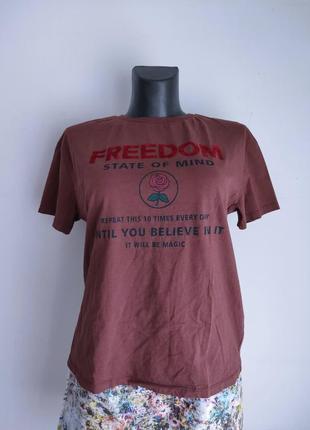 FREEDOM
STATE OF MIND
REPEAT THIS 10 TIMES EVERY DAY
UNTIL YOU BELIEVE IN IT
IT WILL BE MAGIC